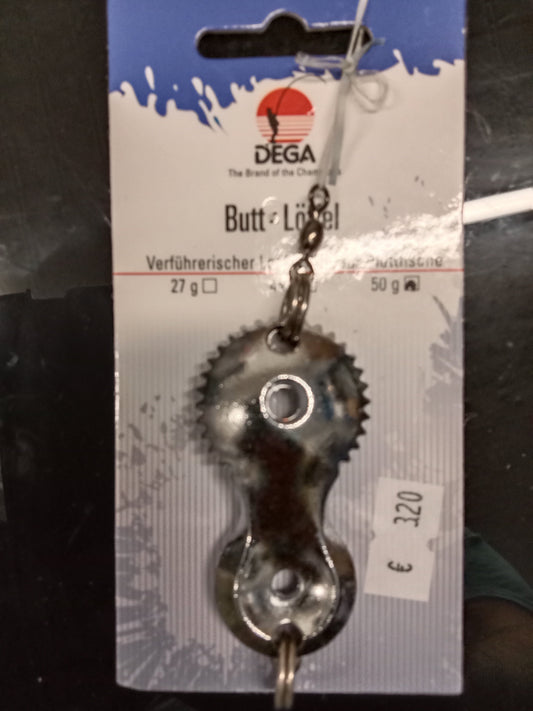 DEGA
The Brand of the
Butt-
Verführerischer
27 g 50 g
€ 320